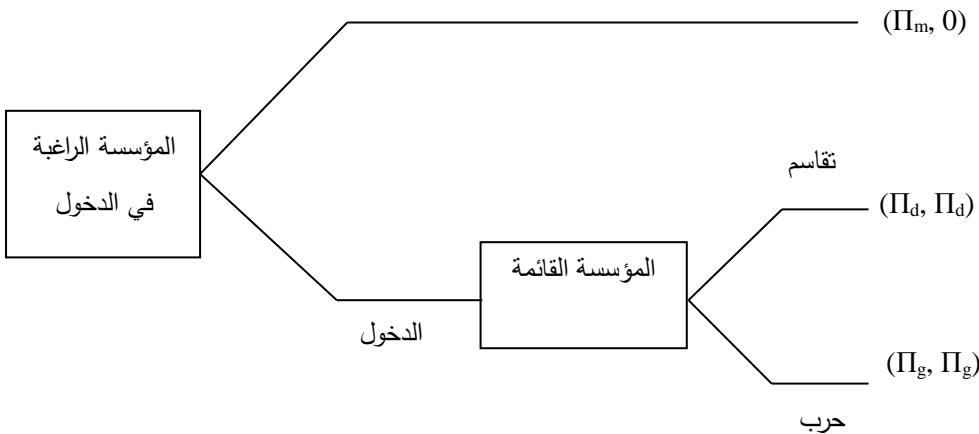 (Πm, 0)
المؤسسة الراغبة
في الدخول
تقاسم
(Πd, Πd)
المؤسسة القائمة
الدخول
(Πg, Πg)
حرب